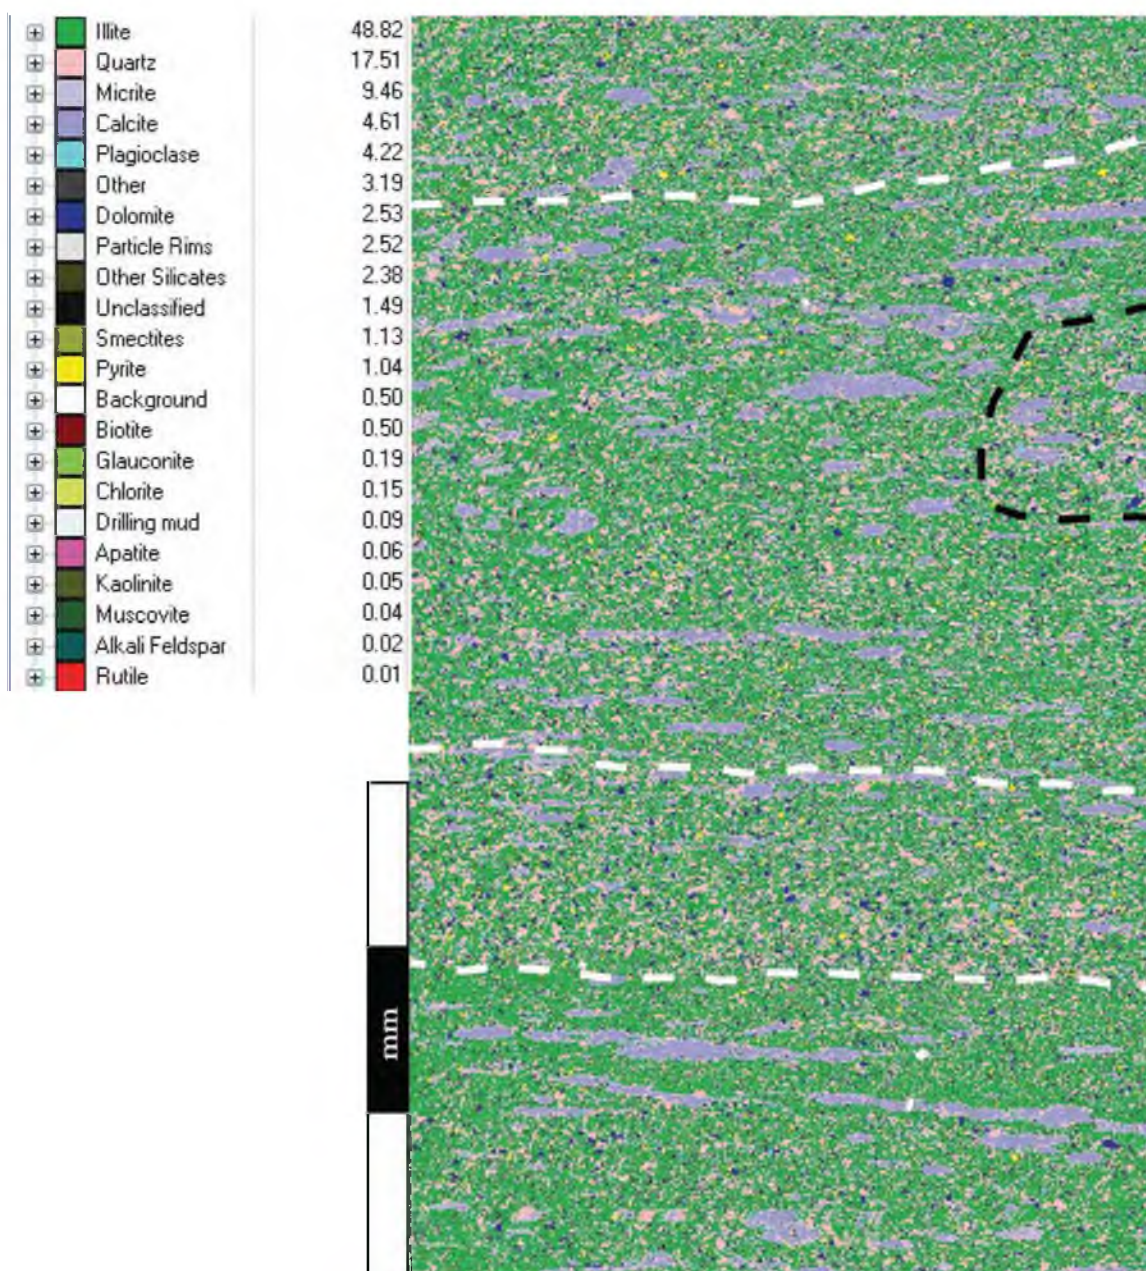 Illite 48.82
Quartz 17.51
Micrite 9.46
Calcite 4.61
Plagioclase 4.22
Other 3.19
Dolomite 2.53
Particle Rims 2.52
Other Silicates 2.38
Unclassified 1.49
Smectites 1.13
Pyrite 1.04
Background 0.50
Biotite 0.50
Glauconite 0.19
Chlorite 0.15
Drilling mud 0.09
Apatite 0.06
Kaolinite 0.05
Muscovite 0.04
Alkali Feldspar 0.02
Rutile 0.01
mm